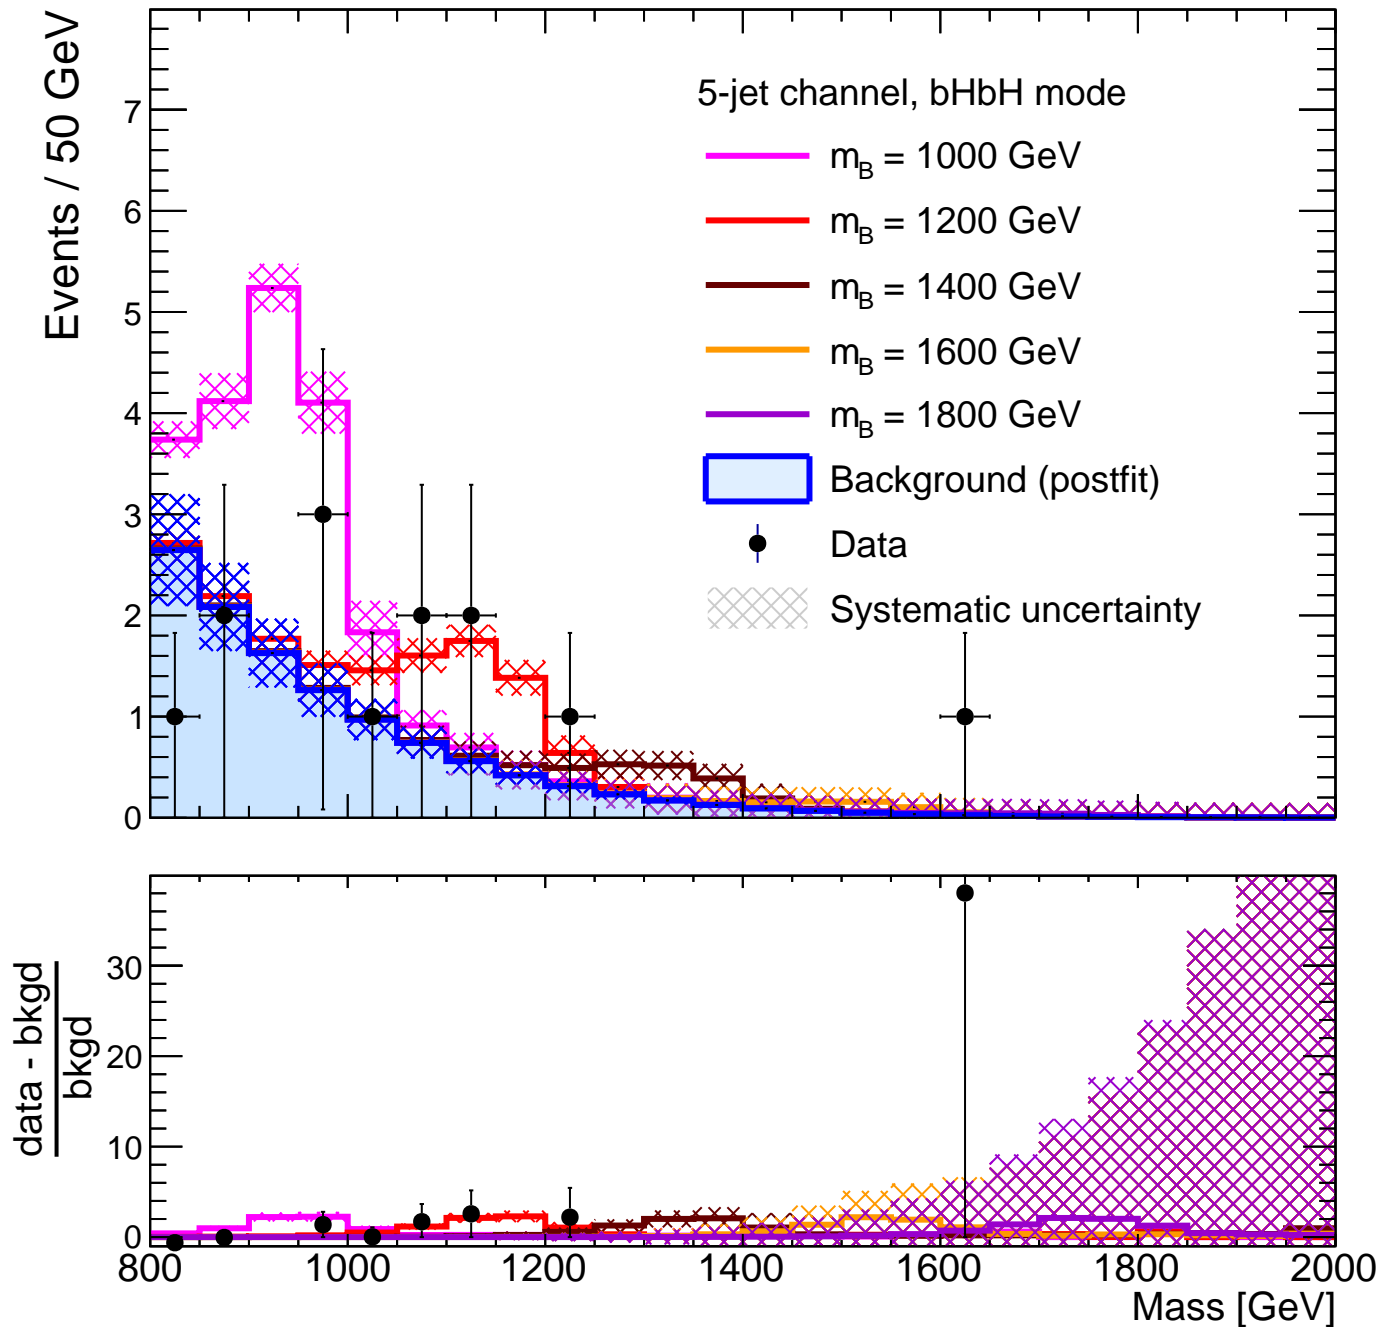 Events / 50 GeV
7
6
5
4
3
2
1
0
5-jet channel, bHbH mode
m_B = 1000 GeV
m_B = 1200 GeV
m_B = 1400 GeV
m_B = 1600 GeV
m_B = 1800 GeV
Background (postfit)
Data
Systematic uncertainty
data - bkgd
bkgd
30
20
10
0
800 1000 1200 1400 1600 1800 2000
Mass [GeV]